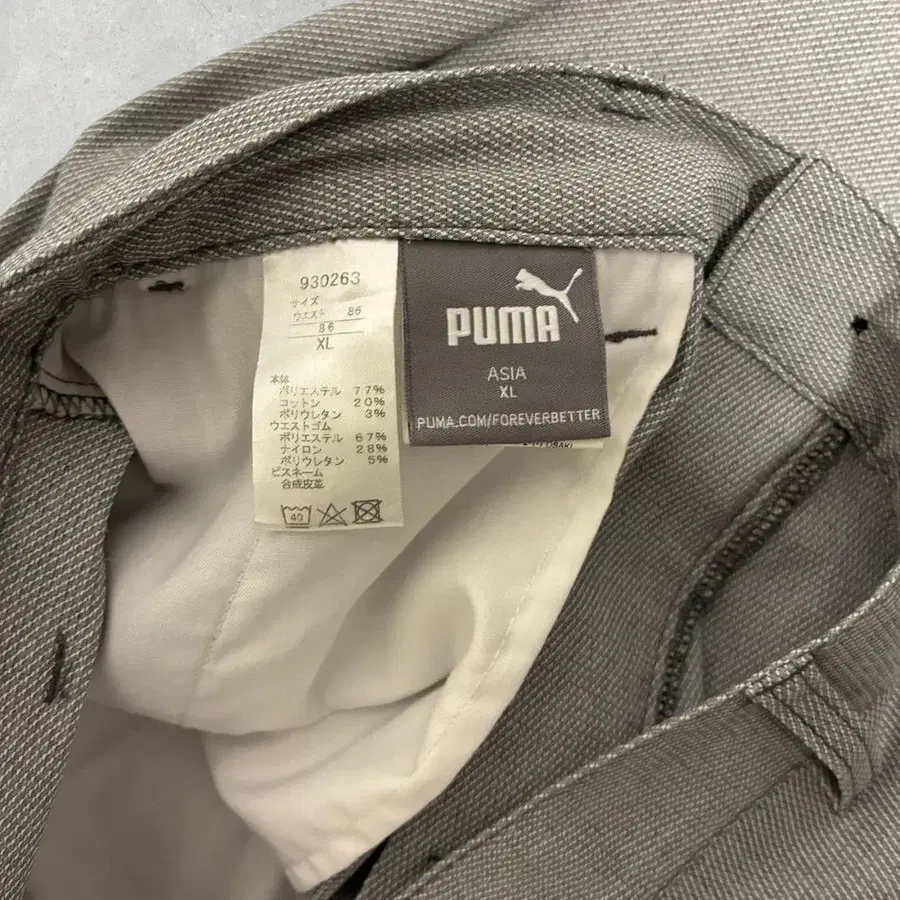 930263
サイズ
ウエスト 86
86
XL
本体
ポリエステル 77%
コットン 20%
ポリウレタン 3%
ウエストゴム
ポリエステル 67%
ナイロン 28%
ポリウレタン 5%
ピスネーム
合成皮革
40
PUMA
ASIA
XL
PUMA.COM/FOREVERBETTER